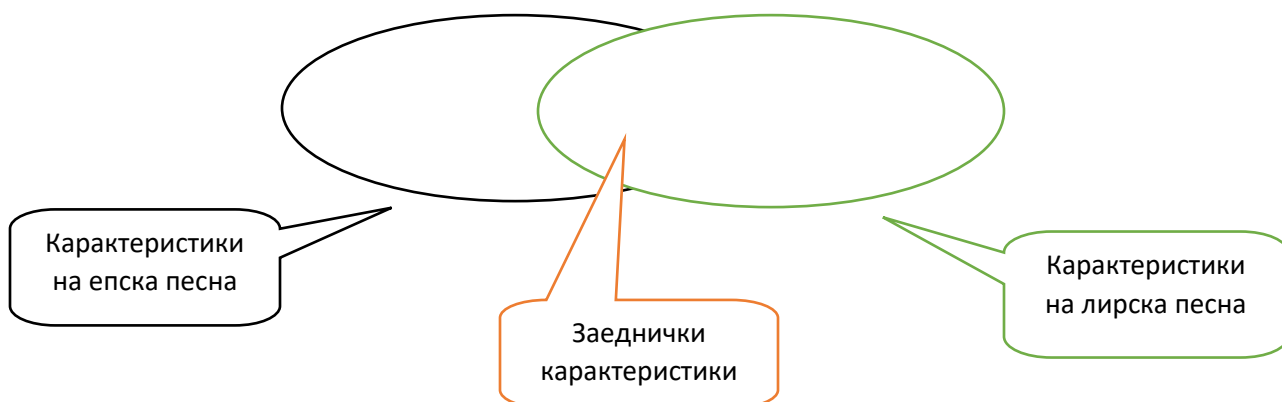 Карактеристики
на епска песна
Заеднички
карактеристики
Карактеристики
на лирска песна